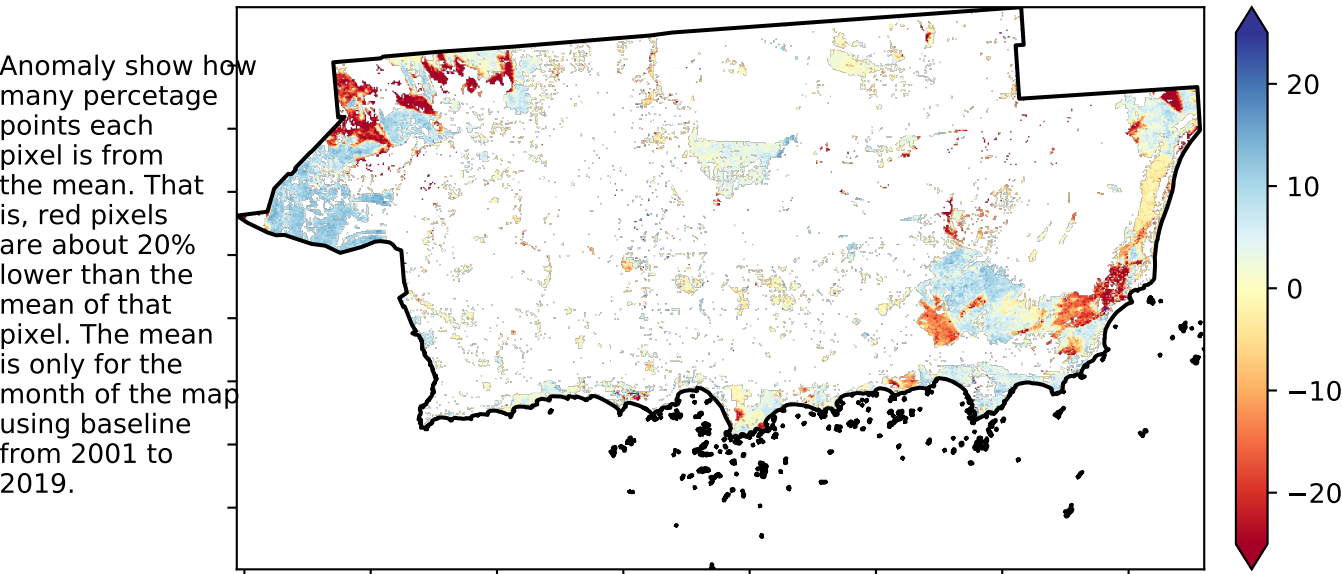 Anomaly show how
many percetage
points each
pixel is from
the mean. That
is, red pixels
are about 20%
lower than the
mean of that
pixel. The mean
is only for the
month of the map
using baseline
from 2001 to
2019.
20
10
0
−10
−20